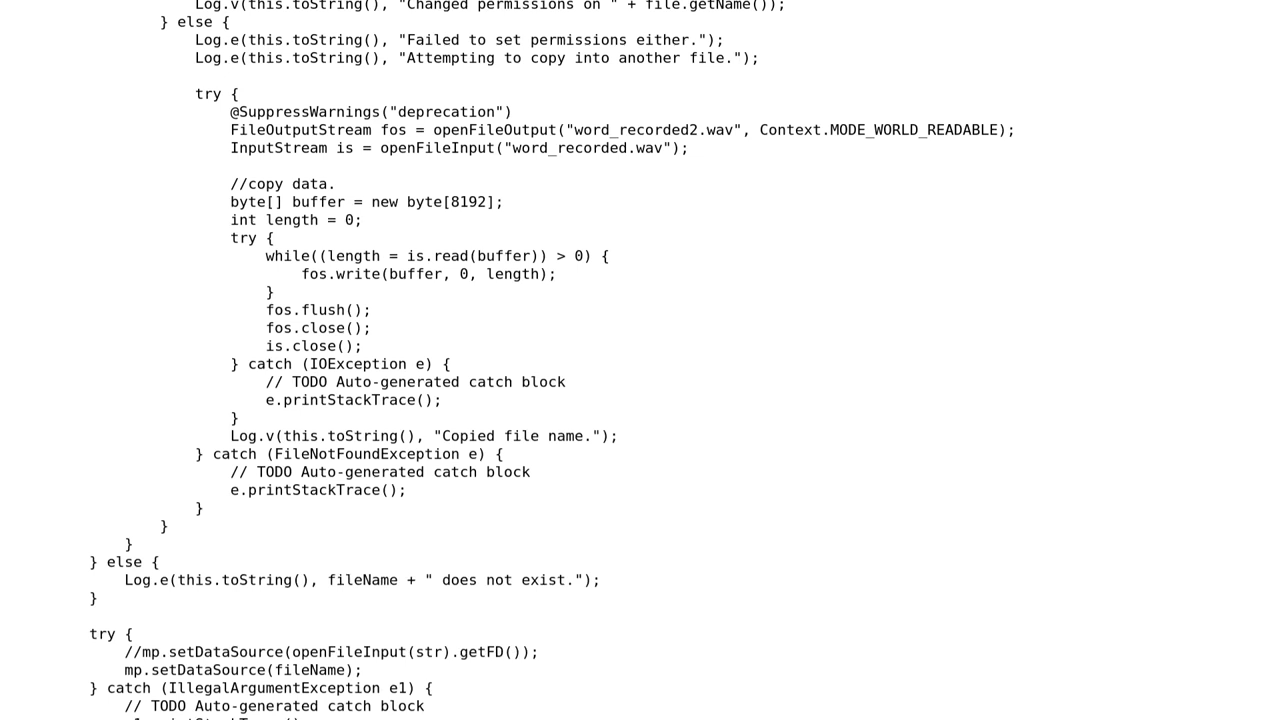 Log.v(this.toString(), "Changed permissions on " + file.getName());
} else {
Log.e(this.toString(), "Failed to set permissions either.");
Log.e(this.toString(), "Attempting to copy into another file.");
try {
@SuppressWarnings("deprecation")
FileOutputStream fos = openFileOutput("word_recorded2.wav", Context.MODE_WORLD_READABLE);
InputStream is = openFileInput("word_recorded.wav");
//copy data.
byte[] buffer = new byte[8192];
int length = 0;
try {
while((length = is.read(buffer)) > 0) {
fos.write(buffer, 0, length);
}
fos.flush();
fos.close();
is.close();
} catch (IOException e) {
// TODO Auto-generated catch block
e.printStackTrace();
}
Log.v(this.toString(), "Copied file name.");
} catch (FileNotFoundException e) {
// TODO Auto-generated catch block
e.printStackTrace();
}
}
}
} else {
Log.e(this.toString(), fileName + " does not exist.");
}
try {
//mp.setDataSource(openFileInput(str).getFD());
mp.setDataSource(fileName);
} catch (IllegalArgumentException e1) {
// TODO Auto-generated catch block